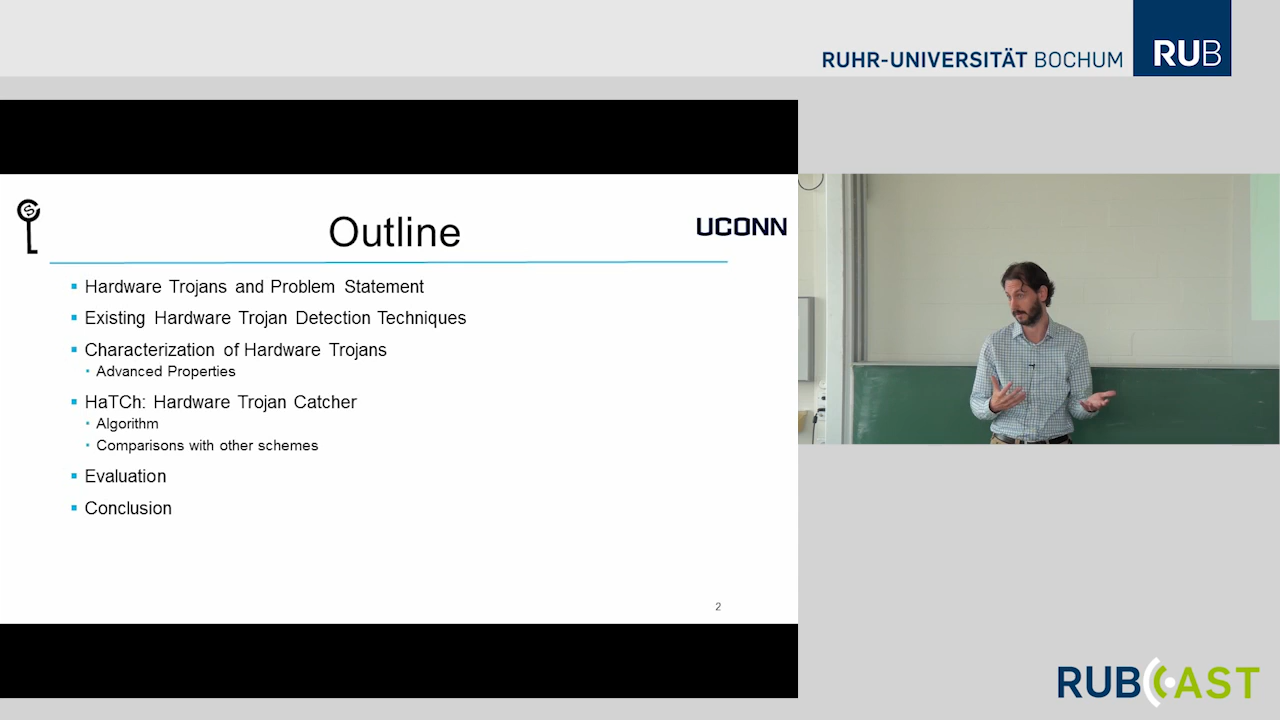 RUHR-UNIVERSITÄT BOCHUM RUB
Outline
UCONN
Hardware Trojans and Problem Statement
Existing Hardware Trojan Detection Techniques
Characterization of Hardware Trojans
Advanced Properties
HaTCh: Hardware Trojan Catcher
Algorithm
Comparisons with other schemes
Evaluation
Conclusion
2
RUBCAST